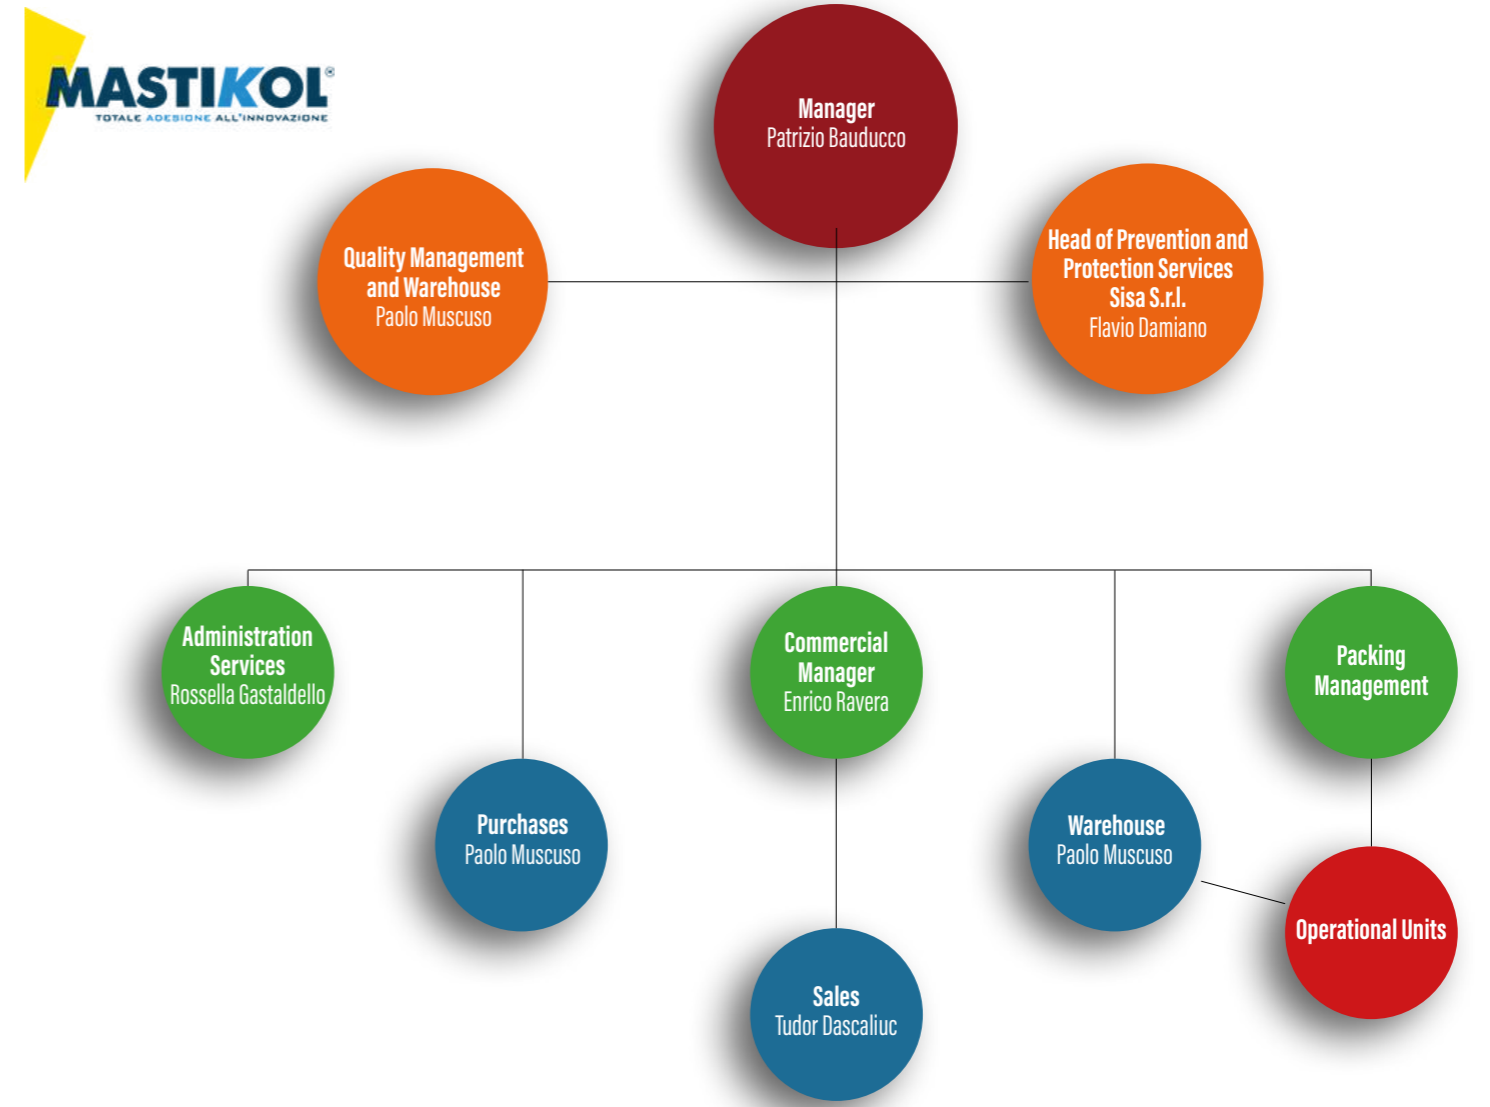 MASTIKOL®
TOTALE ADESIONE ALL'INNOVAZIONE
Manager
Patrizio Bauducco
Quality Management
and Warehouse
Paolo Muscuso
Head of Prevention and
Protection Services
Sisa S.r.l.
Flavio Damiano
Administration
Services
Rossella Gastaldello
Commercial
Manager
Enrico Ravera
Packing
Management
Purchases
Paolo Muscuso
Warehouse
Paolo Muscuso
Operational Units
Sales
Tudor Dascaliuc